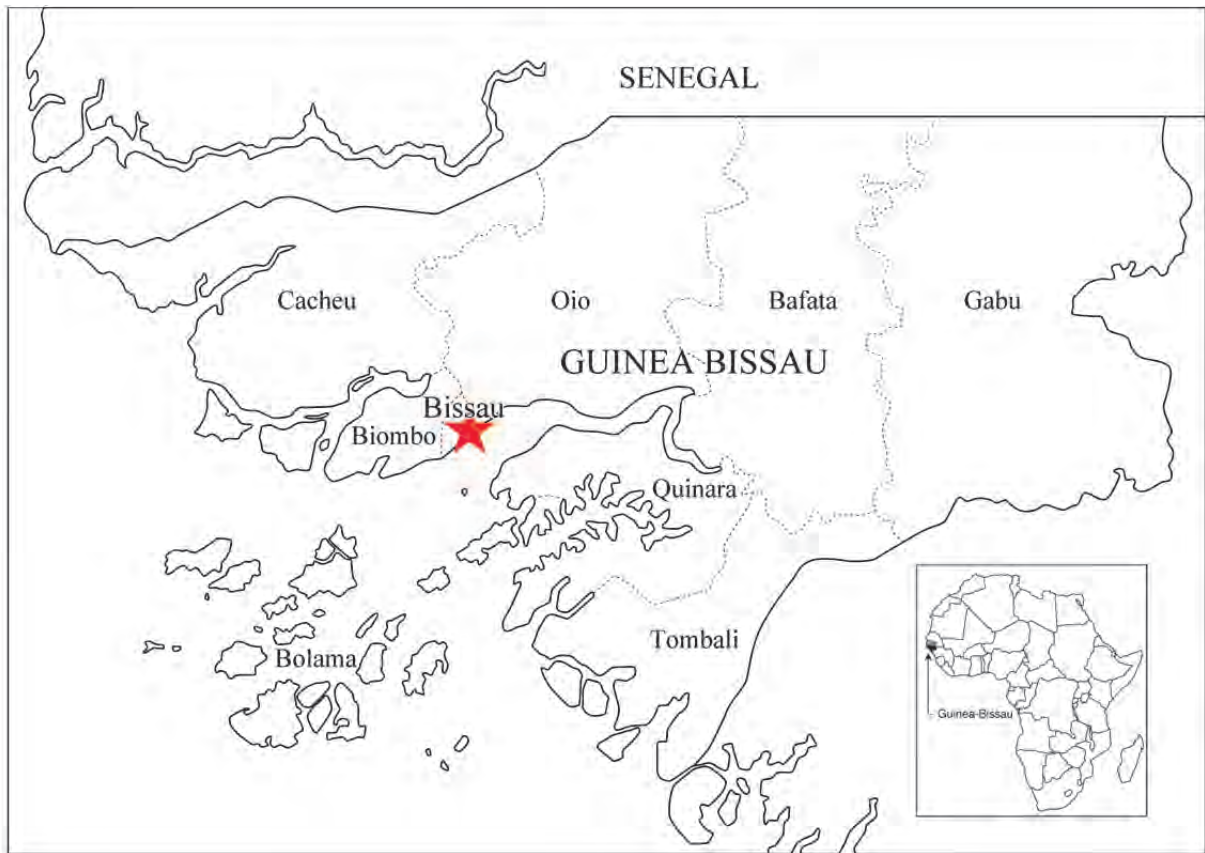 SENEGAL
Cacheu
Oio
Bafata
Gabu
GUINEA BISSAU
Bissau
Biombo
Quinara
Tombali
Bolama
Guinea-Bissau